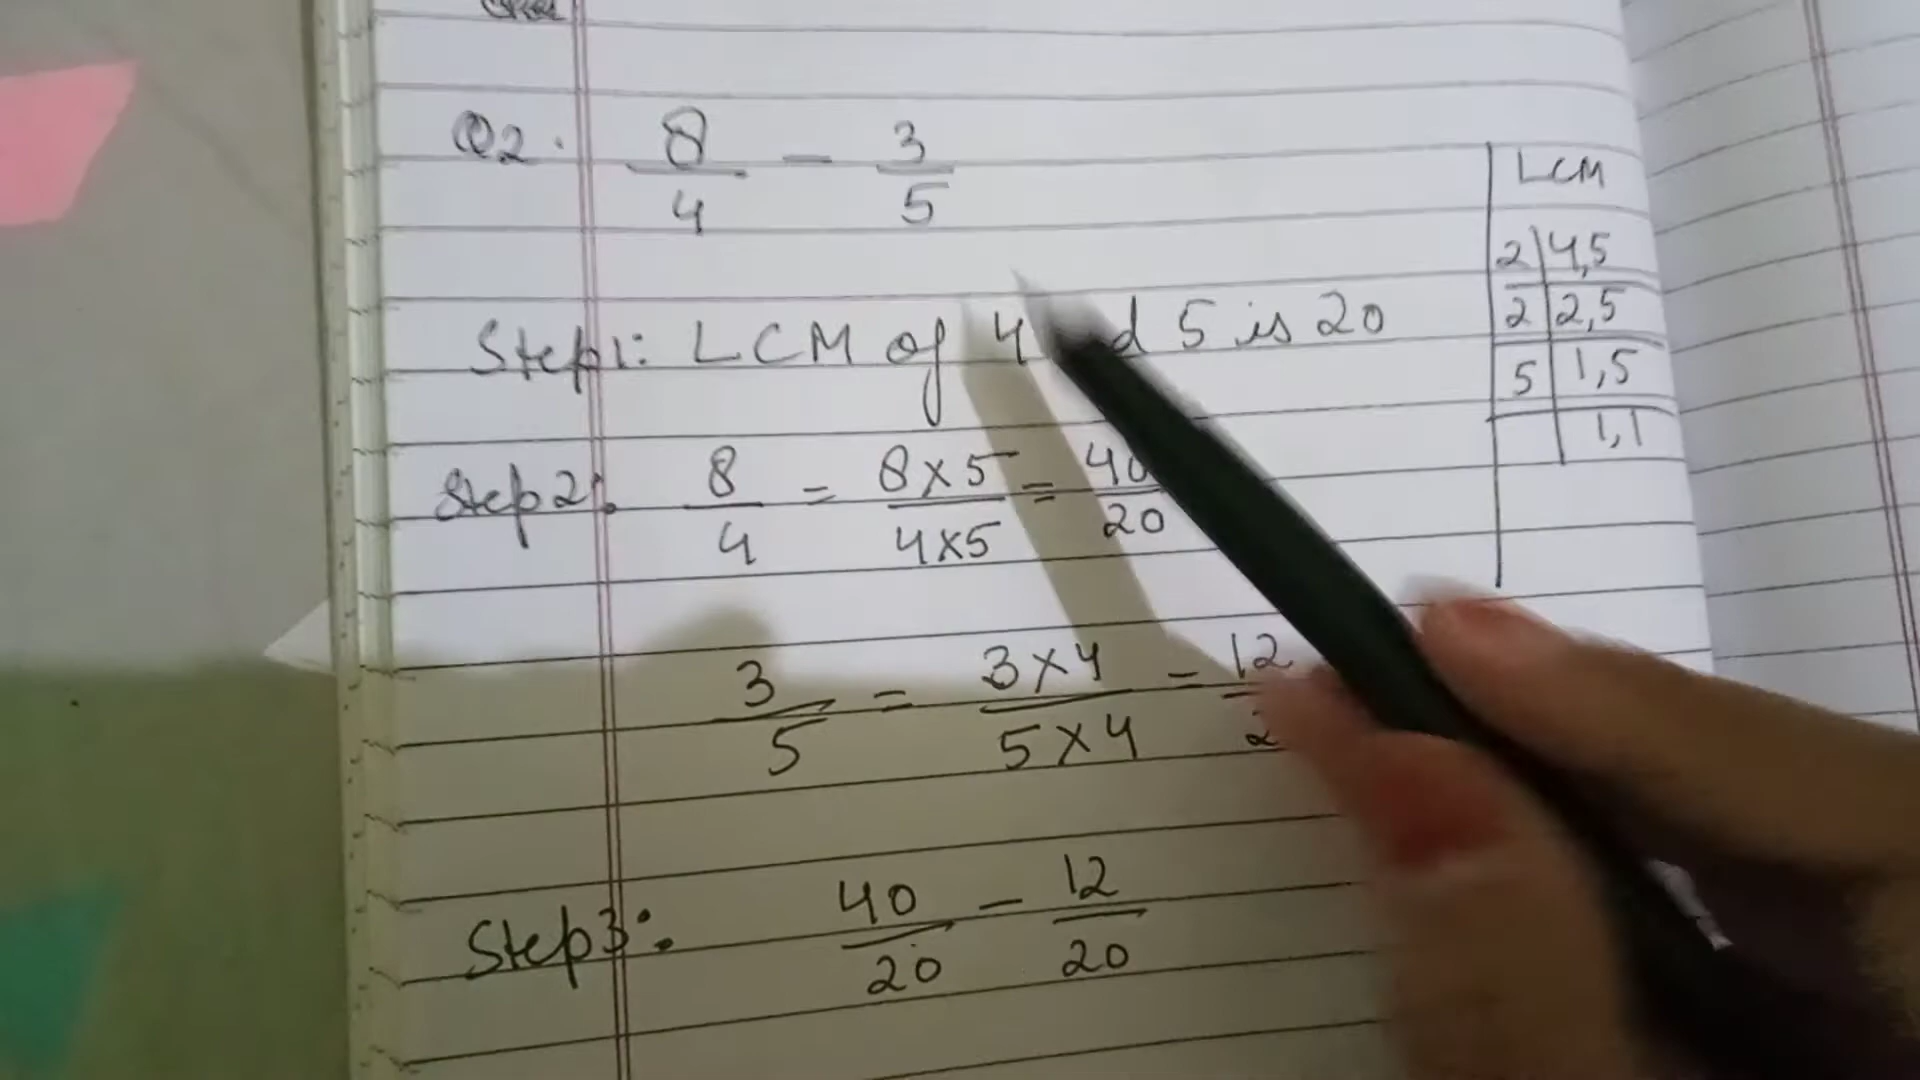 Q2. 8/4 - 3/5
Step1: LCM of 4 5 is 20
Step2: 8/4 = 8×5/4×5 = 40/20
3/5 = 3×4/5×4 = 12/2
Step3: 40/20 - 12/20
LCM
2 4,5
2 2,5
5 1,5
1,1